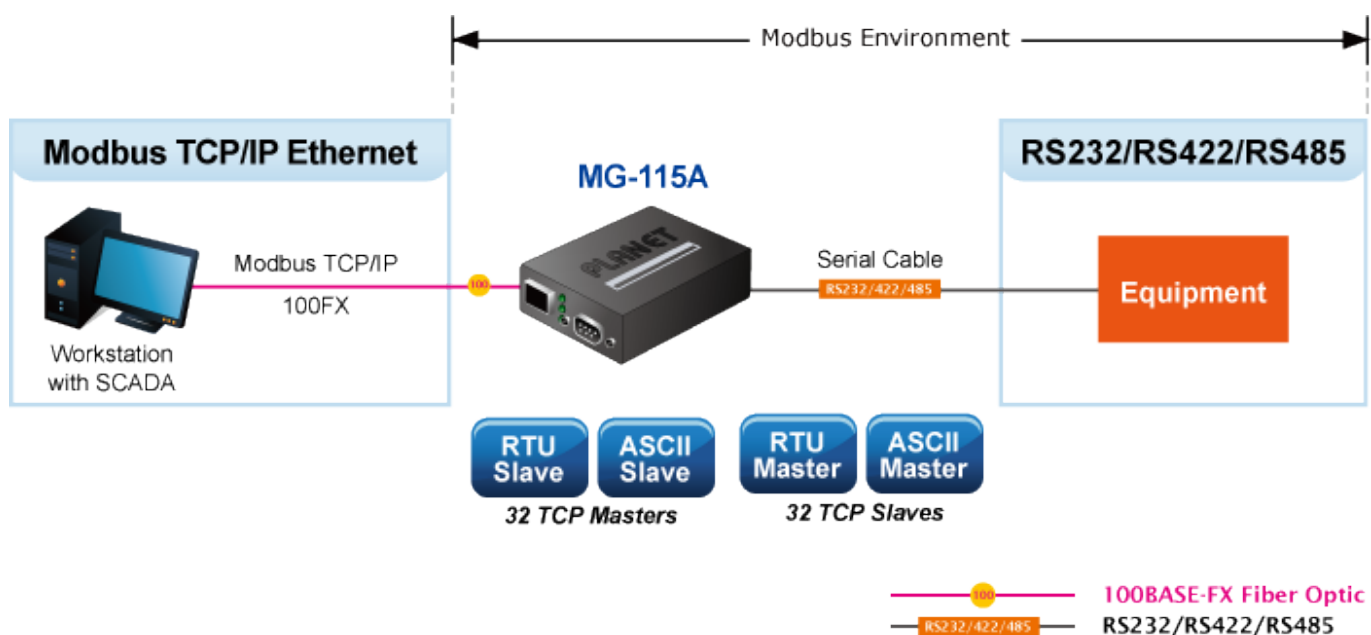 Modbus Environment
Modbus TCP/IP Ethernet
RS232/RS422/RS485
MG-115A
PLANET
Modbus TCP/IP
100
100FX
Workstation
with SCADA
Serial Cable
RS232/422/485
Equipment
RTU
Slave
ASCII
Slave
RTU
Master
ASCII
Master
32 TCP Masters
32 TCP Slaves
100
100BASE-FX Fiber Optic
RS232/422/485
RS232/RS422/RS485